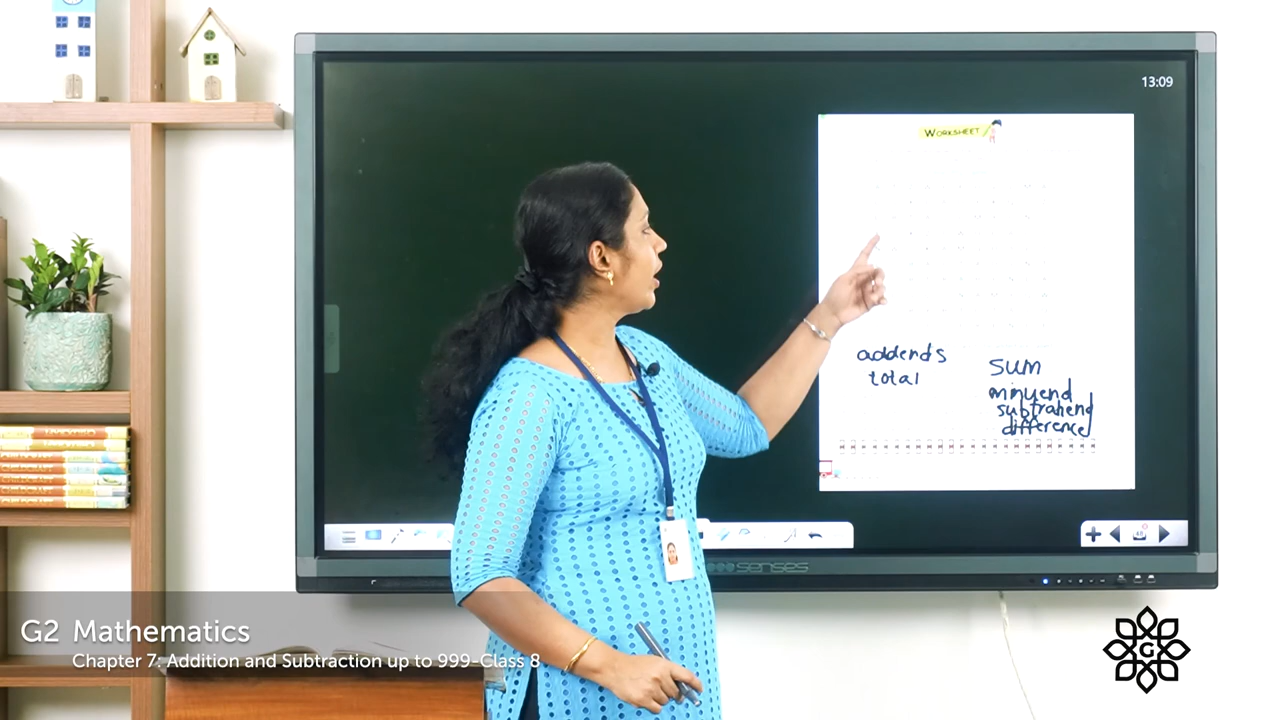 13:09
WORKSHEET
addends
total
sum
minuend
subtrahend
difference
senses
G2 Mathematics
Chapter 7: Addition and Subtraction up to 999-Class 8
G